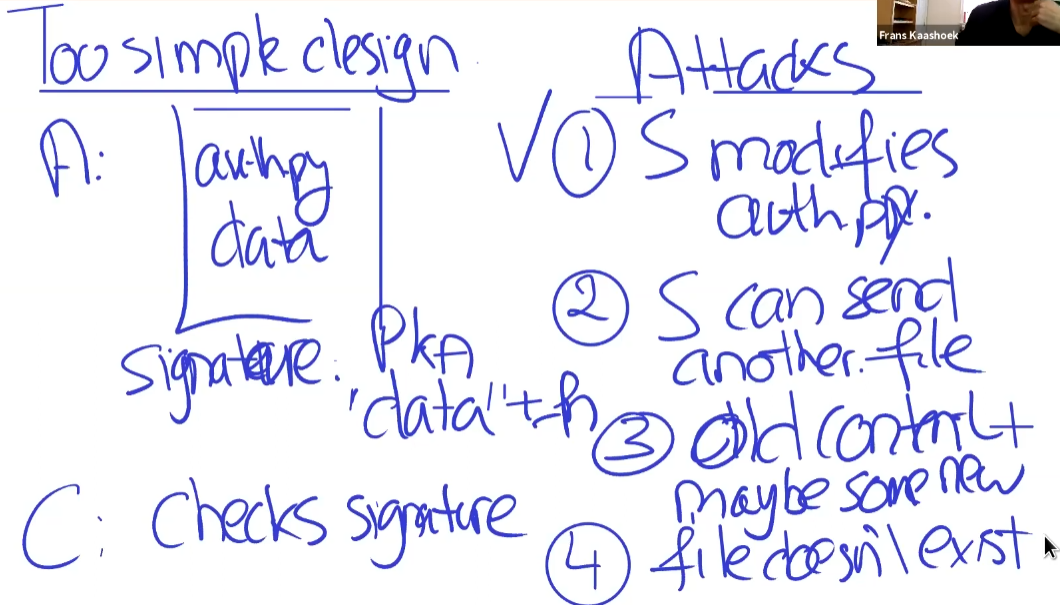 Too simple design
A:
auth.py
data
signature:
PkA
"data" + h
C: checks signature
Frans Kaashoek
Attacks
√ ① S modifies
auth.py.
② S can send
another file
③ Old content +
maybe some new
④ file doesn't exist